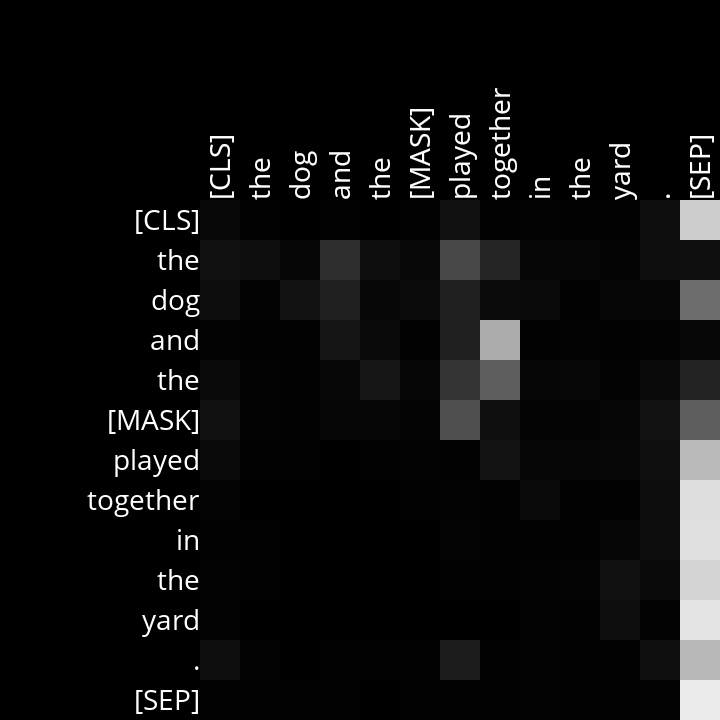 [CLS] the dog and the [MASK] played together in the yard . [SEP]
[CLS]
the
dog
and
the
[MASK]
played
together
in
the
yard
.
[SEP]